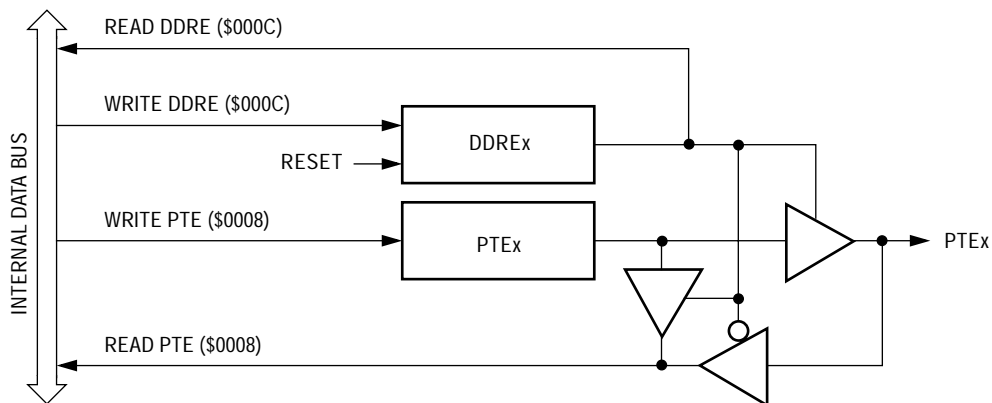 READ DDRE ($000C)
WRITE DDRE ($000C)
DDREx
RESET
INTERNAL DATA BUS
WRITE PTE ($0008)
PTEx
PTEx
READ PTE ($0008)